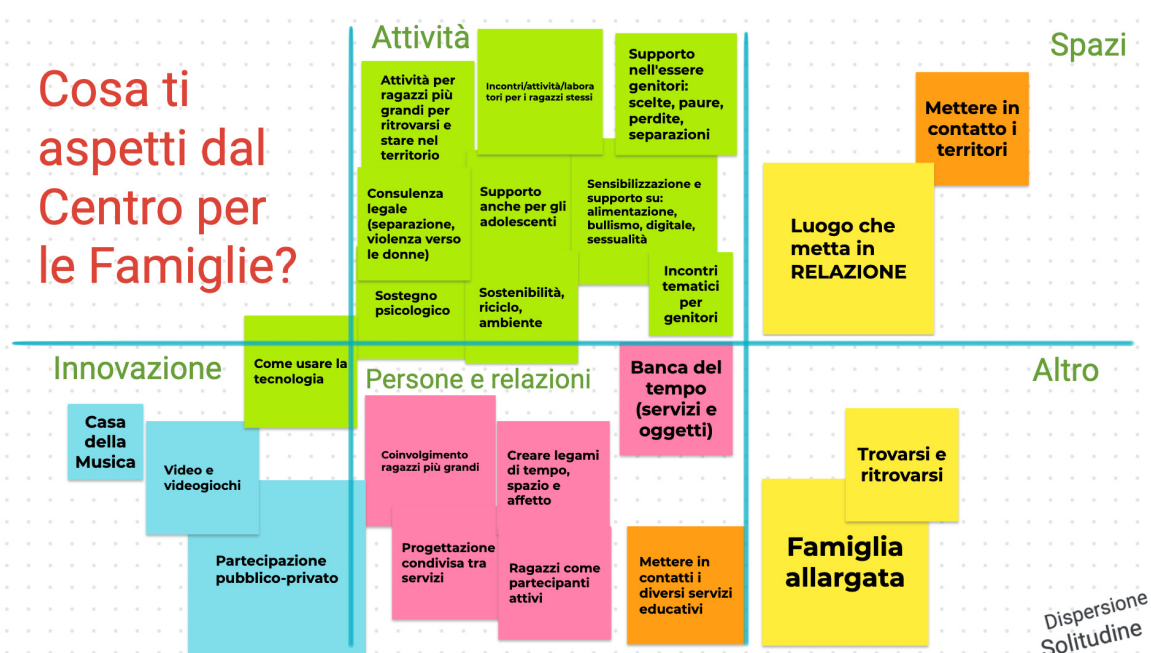 Cosa ti
aspetti dal
Centro per
le Famiglie?
Attività
Attività per
ragazzi più
grandi per
ritrovarsi e
stare nel
territorio
Incontri/attività/labora
tori per i ragazzi stessi
Supporto
nell'essere
genitori:
scelte, paure,
perdite,
separazioni
Consulenza
legale
(separazione,
violenza verso
le donne)
Supporto
anche per gli
adolescenti
Sensibilizzazione e
supporto su:
alimentazione,
bullismo, digitale,
sessualità
Sostegno
psicologico
Sostenibilità,
riciclo,
ambiente
Incontri
tematici
per
genitori
Spazi
Mettere in
contatto i
territori
Luogo che
metta in
RELAZIONE
Innovazione
Come usare la
tecnologia
Casa
della
Musica
Video e
videogiochi
Partecipazione
pubblico-privato
Persone e relazioni
Banca del
tempo
(servizi e
oggetti)
Coinvolgimento
ragazzi più grandi
Creare legami
di tempo,
spazio e
affetto
Progettazione
condivisa tra
servizi
Ragazzi come
partecipanti
attivi
Mettere in
contatti i
diversi servizi
educativi
Altro
Trovarsi e
ritrovarsi
Famiglia
allargata
Dispersione
Solitudine